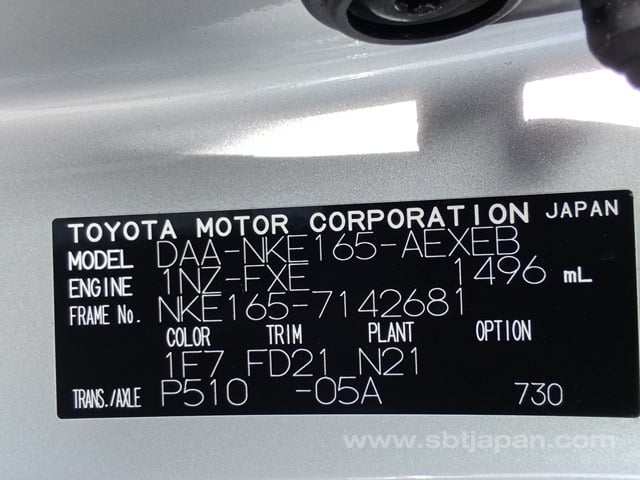 TOYOTA MOTOR CORPORATION JAPAN
MODEL DAA-NKE165-AEXEB
ENGINE 1NZ-FXE 1496 mL
FRAME No. NKE165-7142681
COLOR TRIM PLANT OPTION
1F7 FD21 N21
TRANS./AXLE P510 -05A 730
www.sbtjapan.com